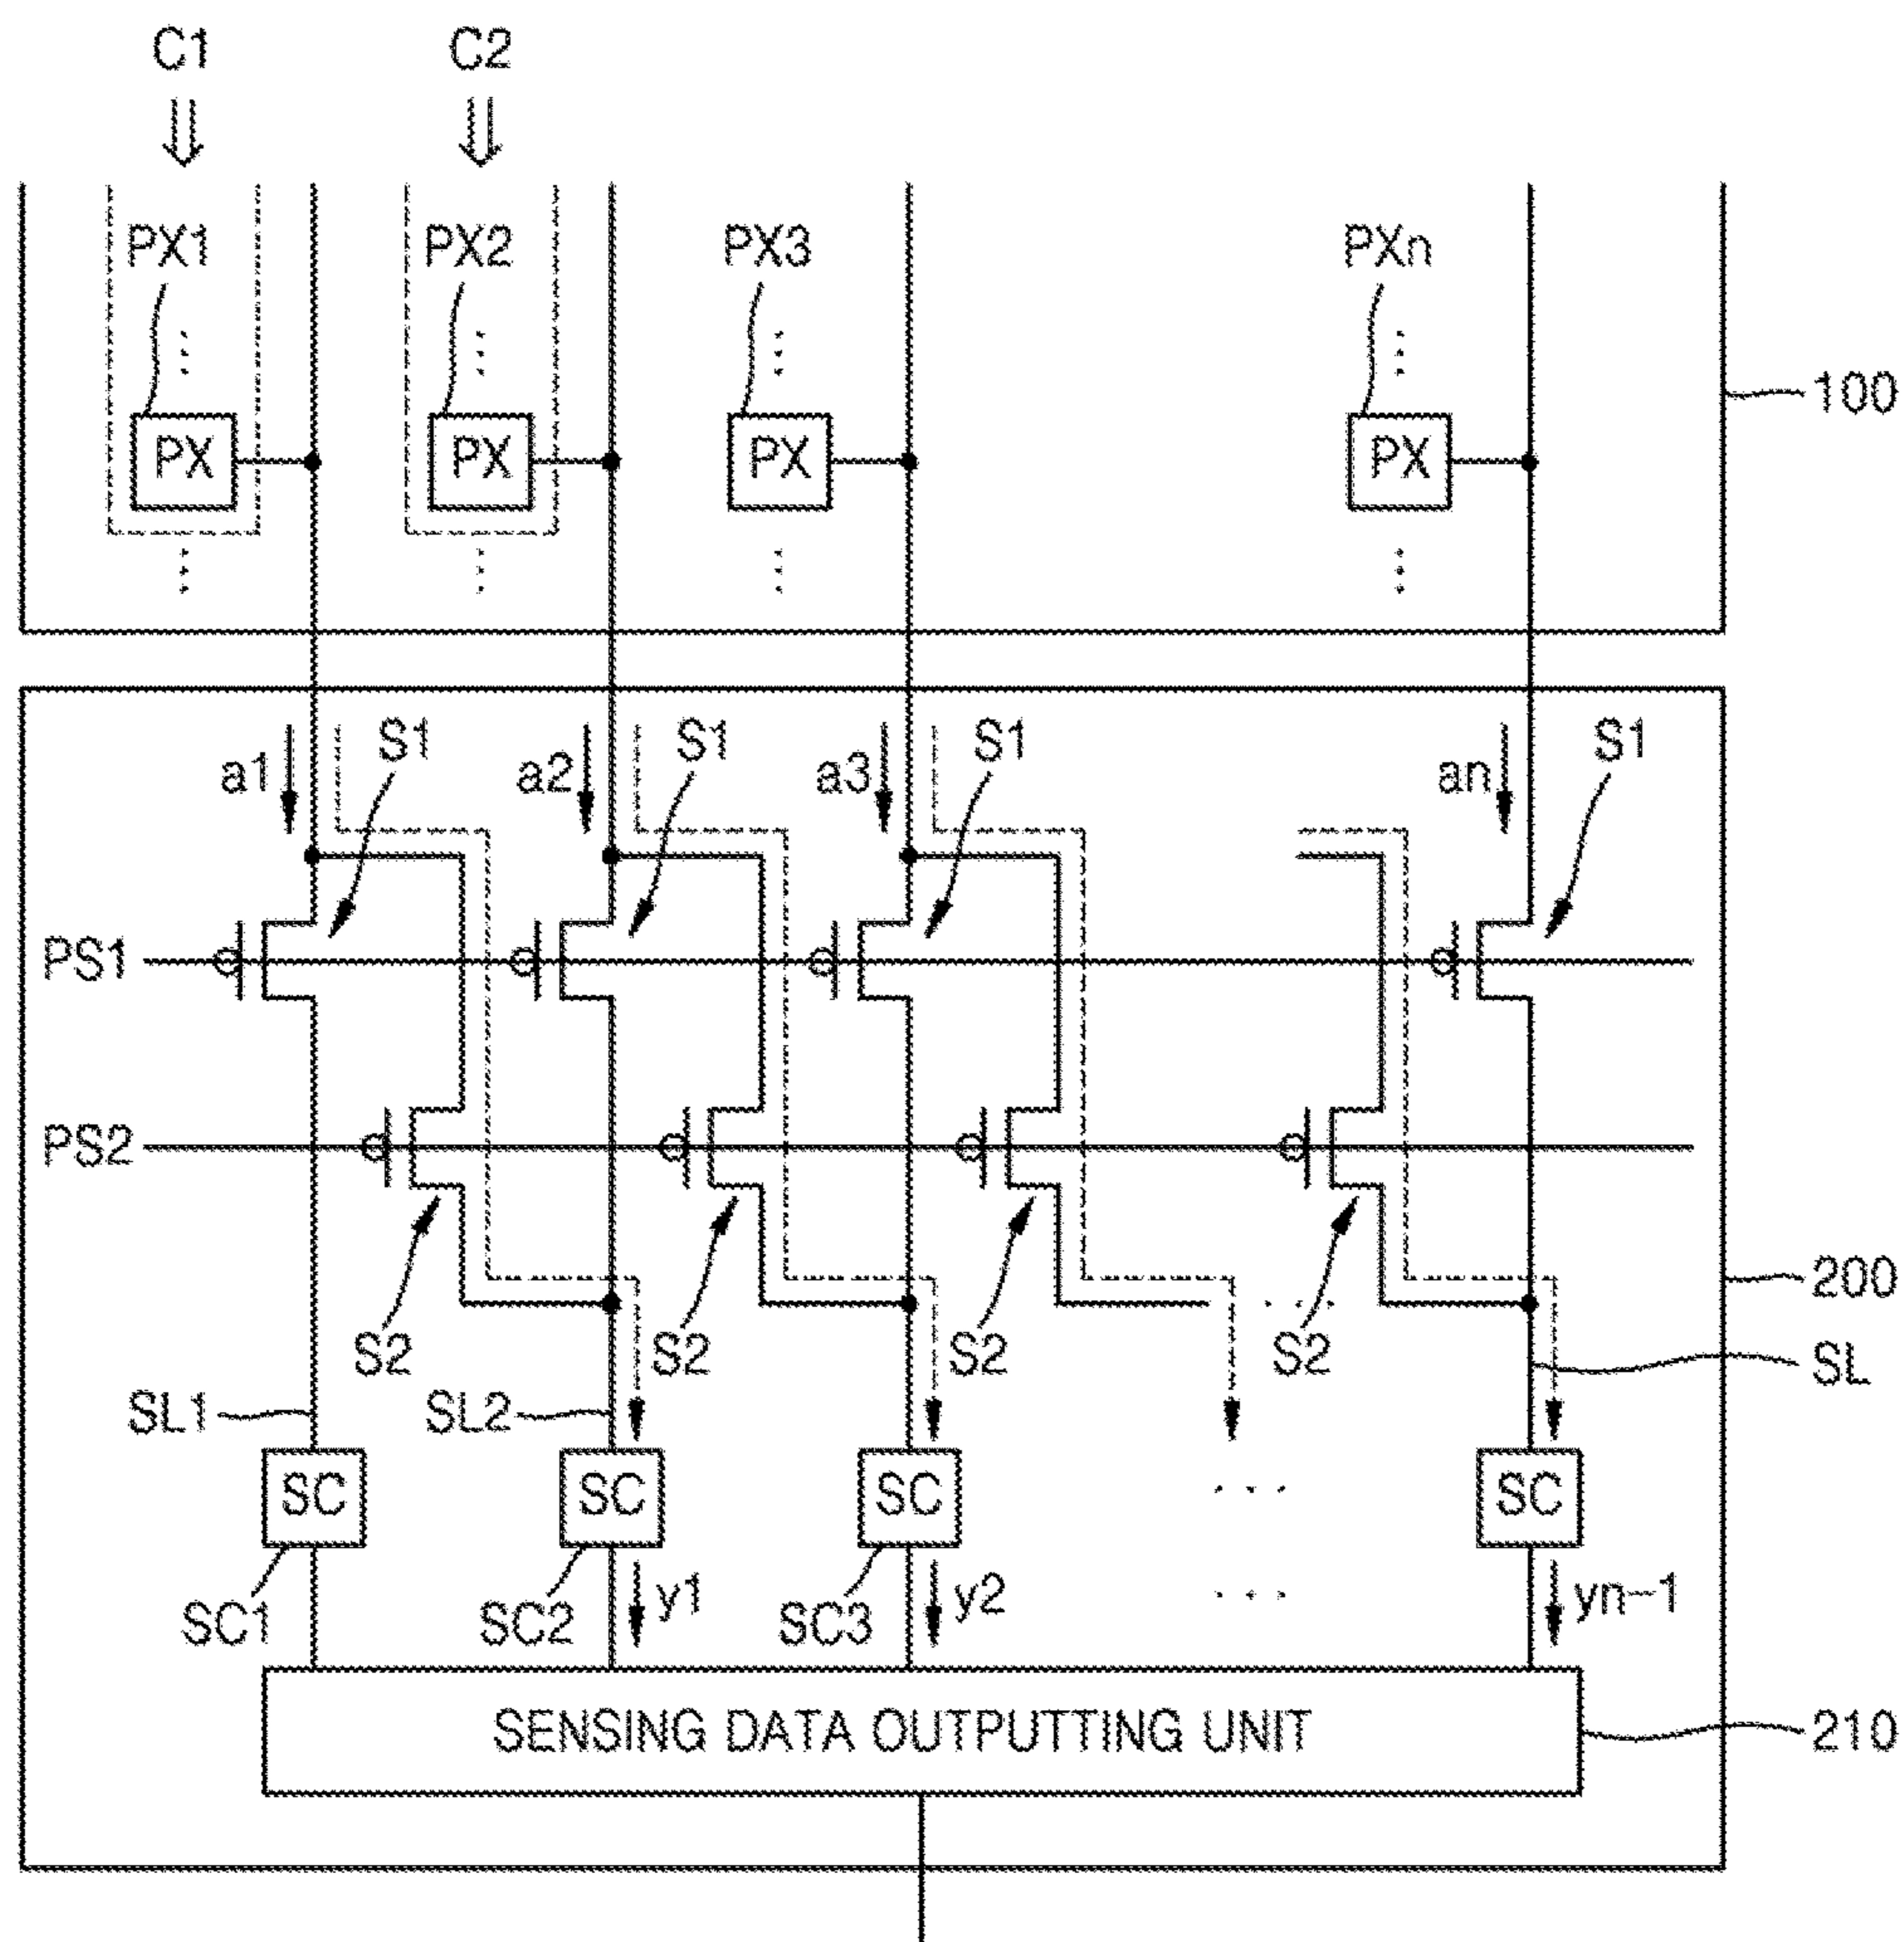 C1 C2
PX1 PX2 PX3 PXn
100
PX PX PX PX
S1 S1 S1 S1
a1 a2 a3 an
PS1
PS2
200
S2 S2 S2 S2
SL
SL1 SL2
SC SC SC SC
y1 y2 yn-1
SC1 SC2 SC3
SENSING DATA OUTPUTTING UNIT
210